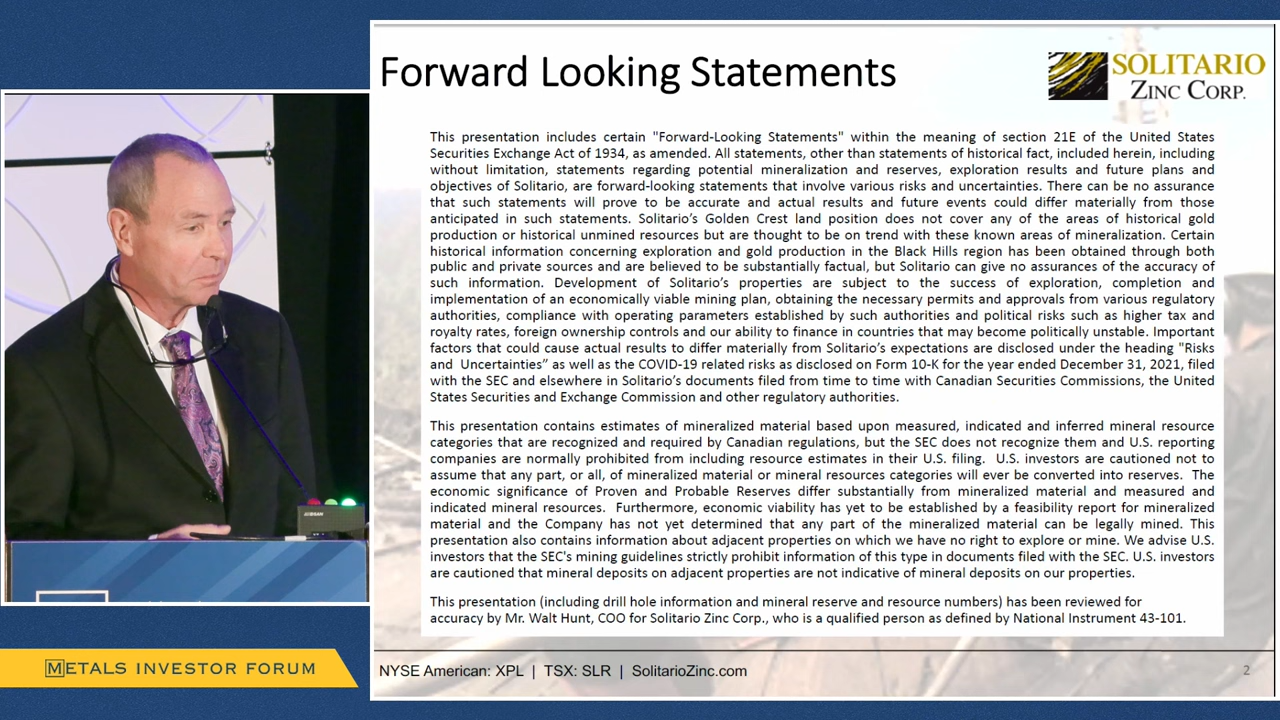 Forward Looking Statements
SOLITARIO
ZINC CORP.
This presentation includes certain "Forward-Looking Statements" within the meaning of section 21E of the United States
Securities Exchange Act of 1934, as amended. All statements, other than statements of historical fact, included herein, including
without limitation, statements regarding potential mineralization and reserves, exploration results and future plans and
objectives of Solitario, are forward-looking statements that involve various risks and uncertainties. There can be no assurance
that such statements will prove to be accurate and actual results and future events could differ materially from those
anticipated in such statements. Solitario’s Golden Crest land position does not cover any of the areas of historical gold
production or historical unmined resources but are thought to be on trend with these known areas of mineralization. Certain
historical information concerning exploration and gold production in the Black Hills region has been obtained through both
public and private sources and are believed to be substantially factual, but Solitario can give no assurances of the accuracy of
such information. Development of Solitario’s properties are subject to the success of exploration, completion and
implementation of an economically viable mining plan, obtaining the necessary permits and approvals from various regulatory
authorities, compliance with operating parameters established by such authorities and political risks such as higher tax and
royalty rates, foreign ownership controls and our ability to finance in countries that may become politically unstable. Important
factors that could cause actual results to differ materially from Solitario’s expectations are disclosed under the heading "Risks
and Uncertainties” as well as the COVID-19 related risks as disclosed on Form 10-K for the year ended December 31, 2021, filed
with the SEC and elsewhere in Solitario’s documents filed from time to time with Canadian Securities Commissions, the United
States Securities and Exchange Commission and other regulatory authorities.
This presentation contains estimates of mineralized material based upon measured, indicated and inferred mineral resource
categories that are recognized and required by Canadian regulations, but the SEC does not recognize them and U.S. reporting
companies are normally prohibited from including resource estimates in their U.S. filing. U.S. investors are cautioned not to
assume that any part, or all, of mineralized material or mineral resources categories will ever be converted into reserves. The
economic significance of Proven and Probable Reserves differ substantially from mineralized material and measured and
indicated mineral resources. Furthermore, economic viability has yet to be established by a feasibility report for mineralized
material and the Company has not yet determined that any part of the mineralized material can be legally mined. This
presentation also contains information about adjacent properties on which we have no right to explore or mine. We advise U.S.
investors that the SEC's mining guidelines strictly prohibit information of this type in documents filed with the SEC. U.S. investors
are cautioned that mineral deposits on adjacent properties are not indicative of mineral deposits on our properties.
This presentation (including drill hole information and mineral reserve and resource numbers) has been reviewed for
accuracy by Mr. Walt Hunt, COO for Solitario Zinc Corp., who is a qualified person as defined by National Instrument 43-101.
METALS INVESTOR FORUM
NYSE American: XPL | TSX: SLR | SolitarioZinc.com
2